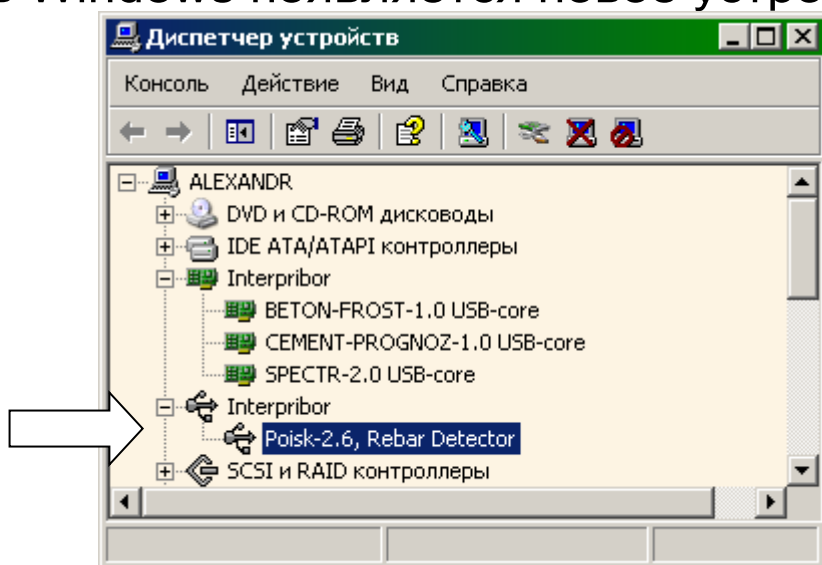 Windows появляется новое устро
Диспетчер устройств
Консоль Действие Вид Справка
ALEXANDR
DVD и CD-ROM дисководы
IDE ATA/ATAPI контроллеры
Interpribor
BETON-FROST-1.0 USB-core
CEMENT-PROGNOZ-1.0 USB-core
SPECTR-2.0 USB-core
Interpribor
Poisk-2.6, Rebar Detector
SCSI и RAID контроллеры